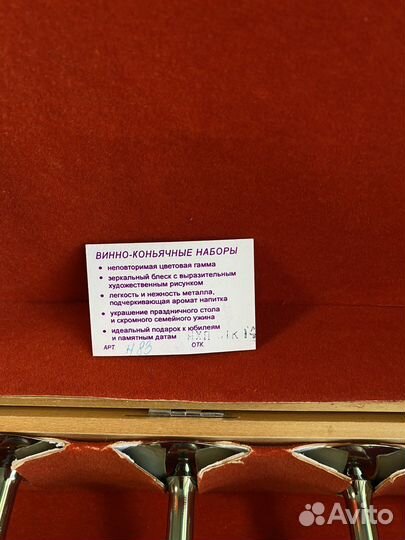 ВИННО-КОНЬЯЧНЫЕ НАБОРЫ
• неповторимая цветовая гамма
• зеркальный блеск с выразительным
художественным рисунком
• легкость и нежность металла,
подчеркивающая аромат напитка
• украшение праздничного стола
и скромного семейного ужина
• идеальный подарок к юбилеям
и памятным датам
АРТ ОТК
Avito